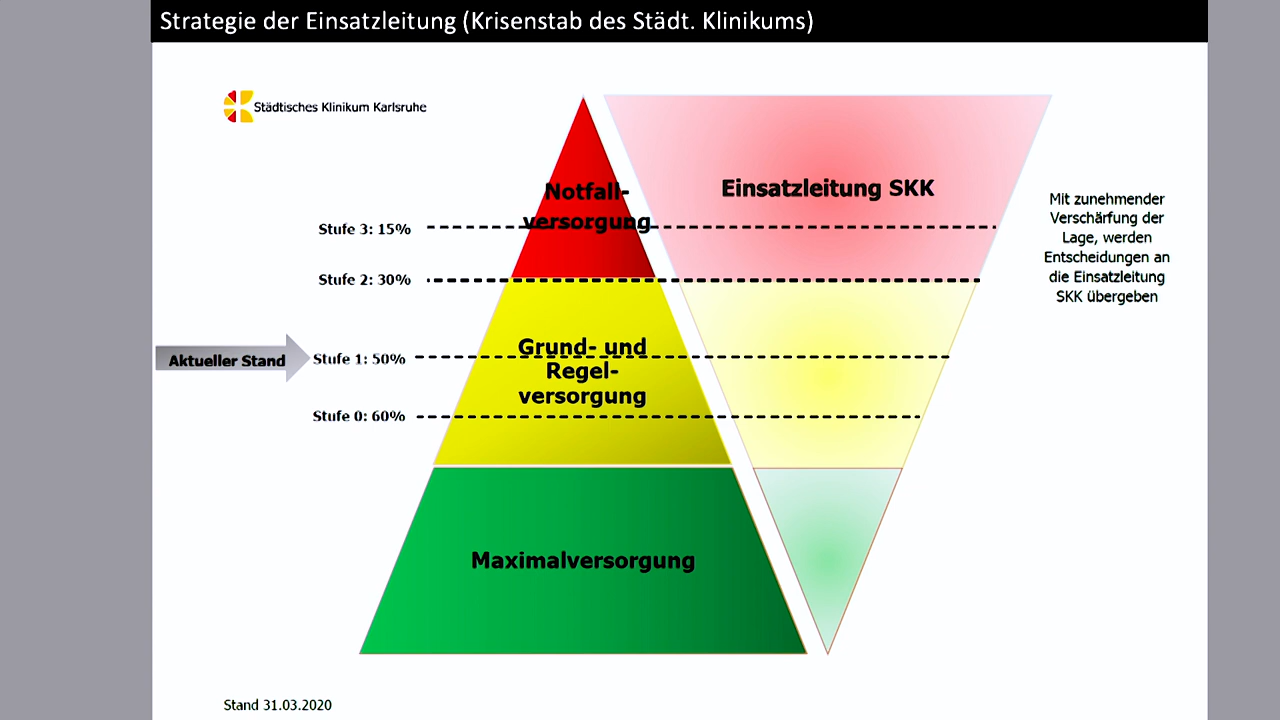 Strategie der Einsatzleitung (Krisenstab des Städt. Klinikums)
Städtisches Klinikum Karlsruhe
Notfall-
versorgung
Einsatzleitung SKK
Mit zunehmender
Verschärfung der
Lage, werden
Entscheidungen an
die Einsatzleitung
SKK übergeben
Stufe 3: 15%
Stufe 2: 30%
Aktueller Stand
Stufe 1: 50%
Grund- und
Regel-
versorgung
Stufe 0: 60%
Maximalversorgung
Stand 31.03.2020